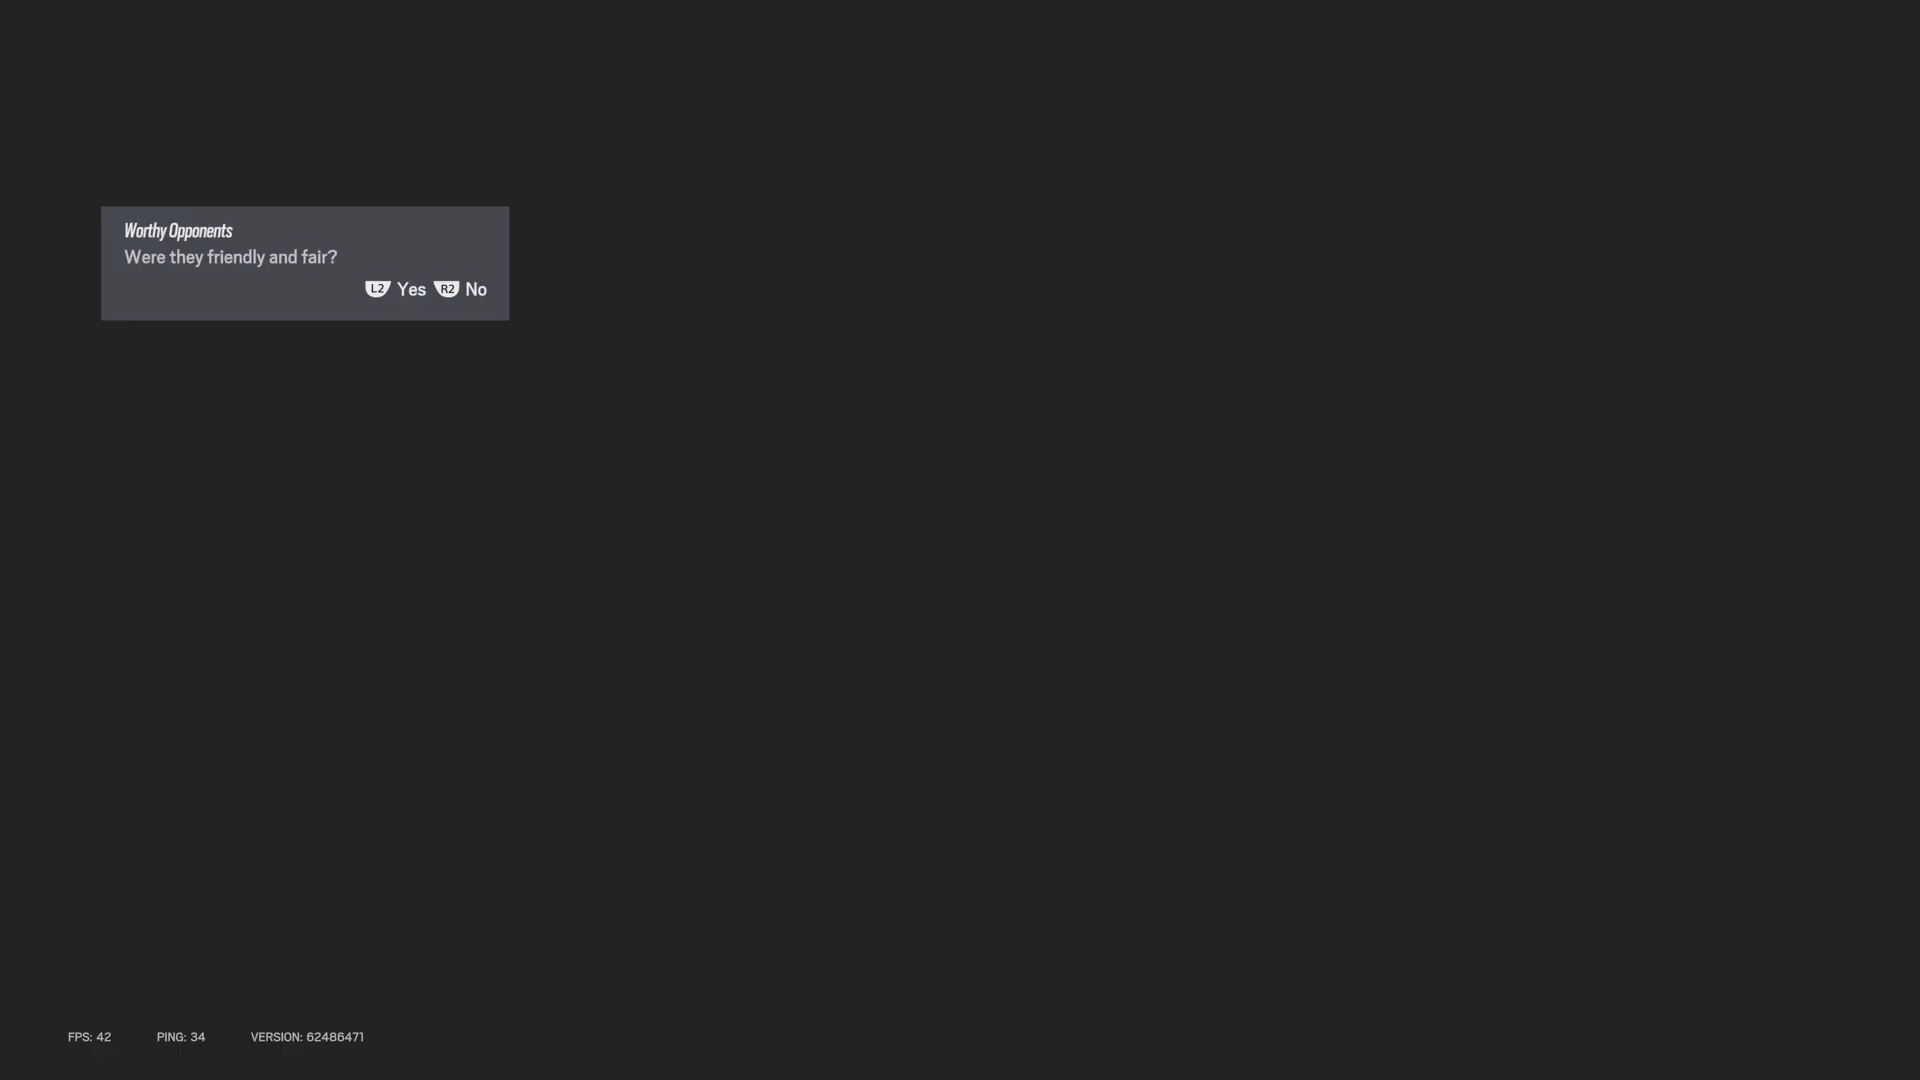 Worthy Opponents
Were they friendly and fair?
L2 Yes R2 No
FPS: 42 PING: 34 VERSION: 62486471